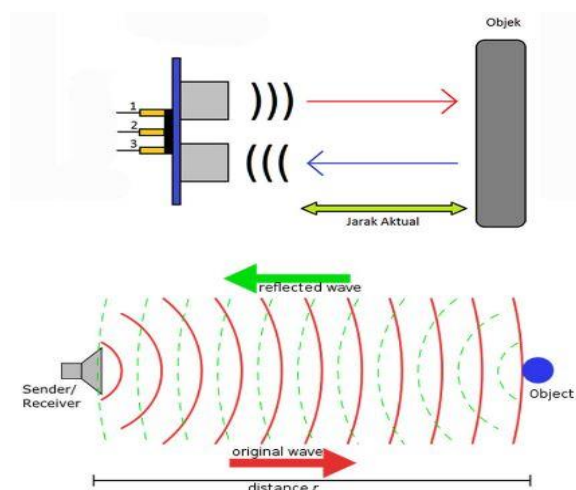 Objek
1
2
3
Jarak Aktual
reflected wave
Sender/
Receiver
Object
original wave
distance r